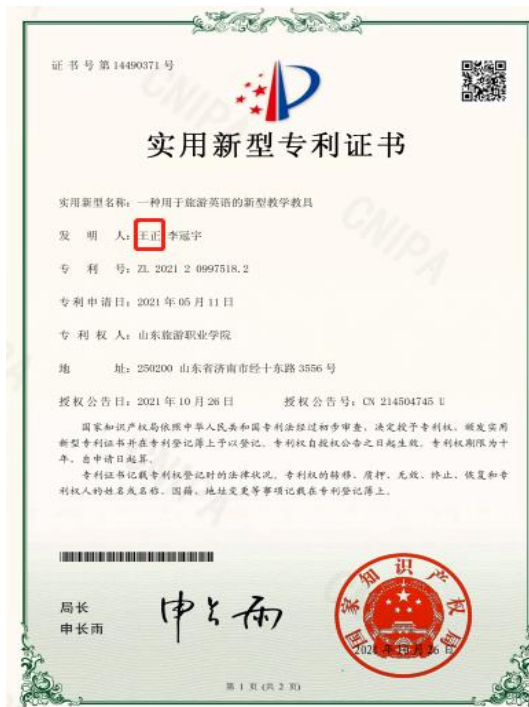 证书号第14490371号
实用新型专利证书
实用新型名称：一种用于旅游英语的新型教学教具
发明人：王正;李冠宇
专利号：ZL 2021 2 0997518.2
专利申请日：2021年05月11日
专利权人：山东旅游职业学院
地址：250200 山东省济南市经十东路3556号
授权公告日：2021年10月26日 授权公告号：CN 214504745 U
国家知识产权局依照中华人民共和国专利法经过初步审查，决定授予专利权，颁发实用
新型专利证书并在专利登记簿上予以登记。专利权自授权公告之日起生效。专利权期限为十
年，自申请日起算。
专利证书记载专利权登记时的法律状况。专利权的转移、质押、无效、终止、恢复和专
利权人的姓名或名称、国籍、地址变更等事项记载在专利登记簿上。
局长
申长雨
申长雨
国家知识产权局
2021年10月26日
第 1 页 (共 2 页)
CNIPA
CNIPA